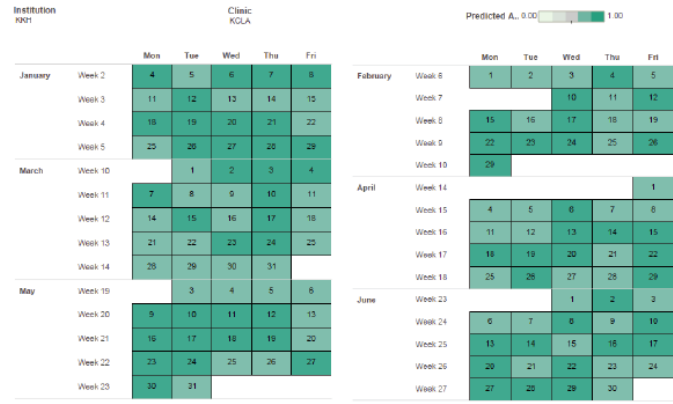 Institution
KKH
Clinic
KCLA
Predicted A.. 0.00 1.00
Mon Tue Wed Thu Fri
January Week 2 4 5 6 7 8
Week 3 11 12 13 14 15
Week 4 18 19 20 21 22
Week 5 25 26 27 28 29
March Week 10 1 2 3 4
Week 11 7 8 9 10 11
Week 12 14 15 16 17 18
Week 13 21 22 23 24 25
Week 14 28 29 30 31
May Week 19 3 4 5 6
Week 20 9 10 11 12 13
Week 21 16 17 18 19 20
Week 22 23 24 25 26 27
Week 23 30 31
Mon Tue Wed Thu Fri
February Week 6 1 2 3 4 5
Week 7 10 11 12
Week 8 15 16 17 18 19
Week 9 22 23 24 25 26
Week 10 29
April Week 14 1
Week 15 4 5 6 7 8
Week 16 11 12 13 14 15
Week 17 18 19 20 21 22
Week 18 25 26 27 28 29
June Week 23 1 2 3
Week 24 6 7 8 9 10
Week 25 13 14 15 16 17
Week 26 20 21 22 23 24
Week 27 27 28 29 30